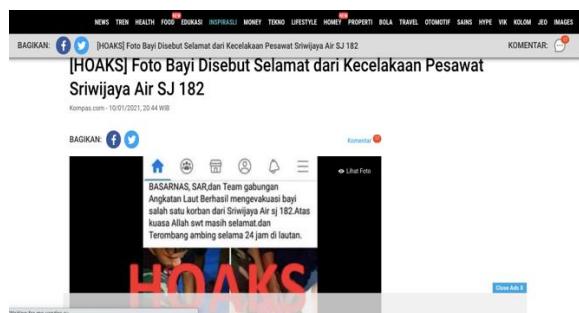 NEWS TREN HEALTH FOOD NEW EDUKASI INSPIRASLI MONEY TEKNO LIFESTYLE HOMEY NEW PROPERTI BOLA TRAVEL OTOMOTIF SAINS HYPE VIK KOLOM JEO IMAGES
BAGIKAN: [HOAKS] Foto Bayi Disebut Selamat dari Kecelakaan Pesawat Sriwijaya Air SJ 182 KOMENTAR:
[HOAKS] Foto Bayi Disebut Selamat dari Kecelakaan Pesawat
Sriwijaya Air SJ 182
Kompas.com - 10/01/2021, 20:44 WIB
BAGIKAN: Komentar
Lihat Foto
BASARNAS, SAR,dan Team gabungan
Angkatan Laut Berhasil mengevakuasi bayi
salah satu korban dari Sriwijaya Air sj 182.Atas
kuasa Allah swt masih selamat.dan
Terombang ambing selama 24 jam di lautan.
HOAKS
Close Ads X